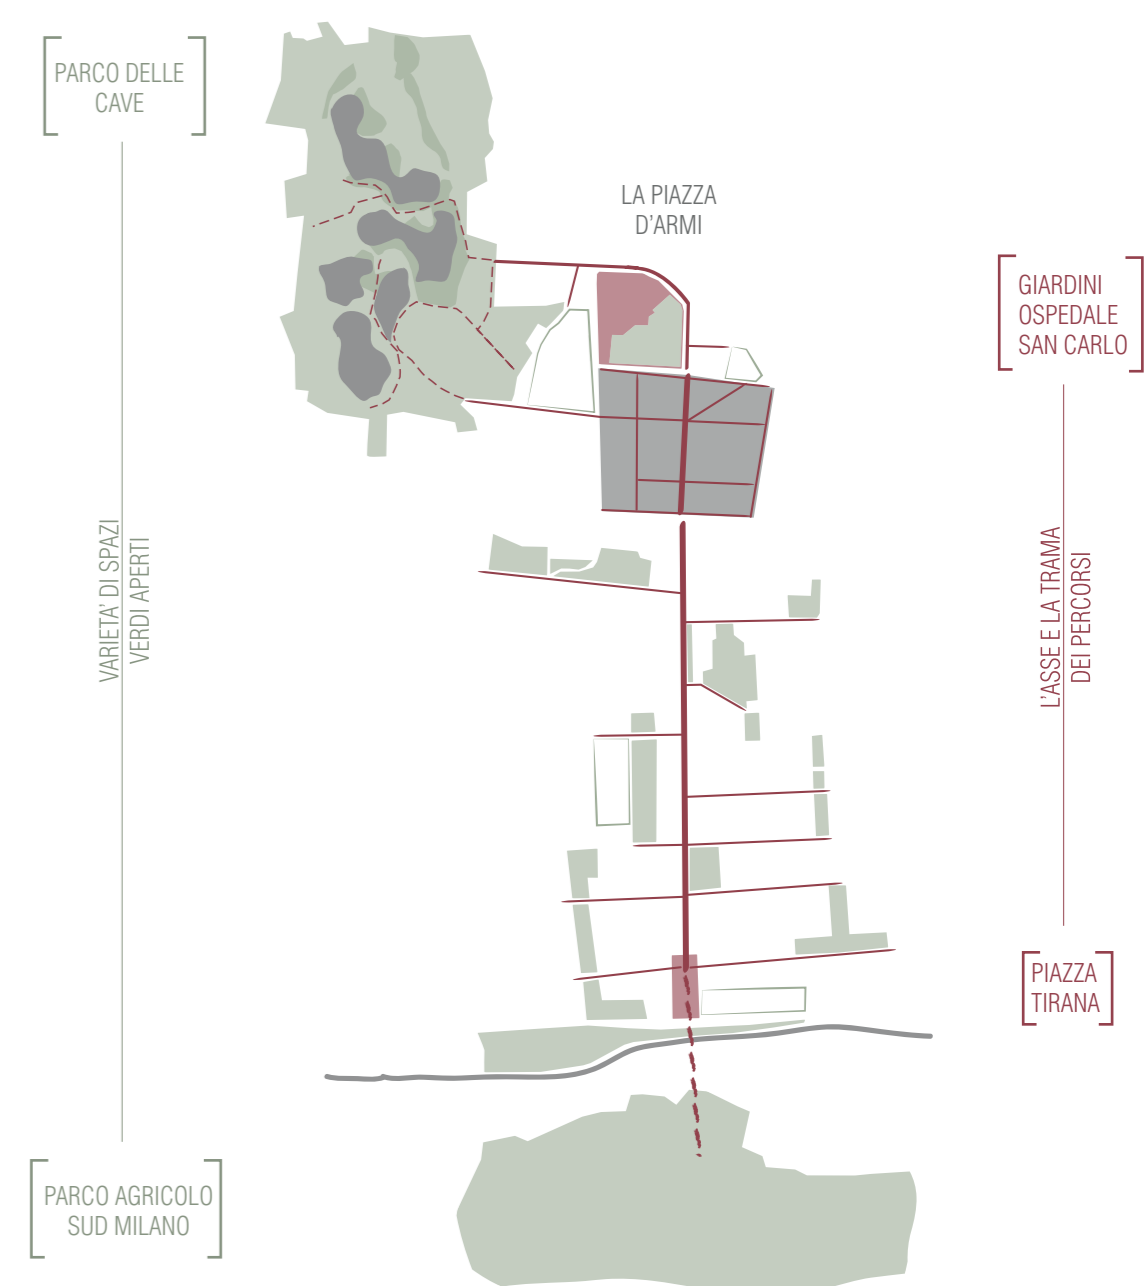 PARCO DELLE
CAVE
LA PIAZZA
D'ARMI
GIARDINI
OSPEDALE
SAN CARLO
VARIETA' DI SPAZI
VERDI APERTI
L'ASSE E LA TRAMA
DEI PERCORSI
PIAZZA
TIRANA
PARCO AGRICOLO
SUD MILANO